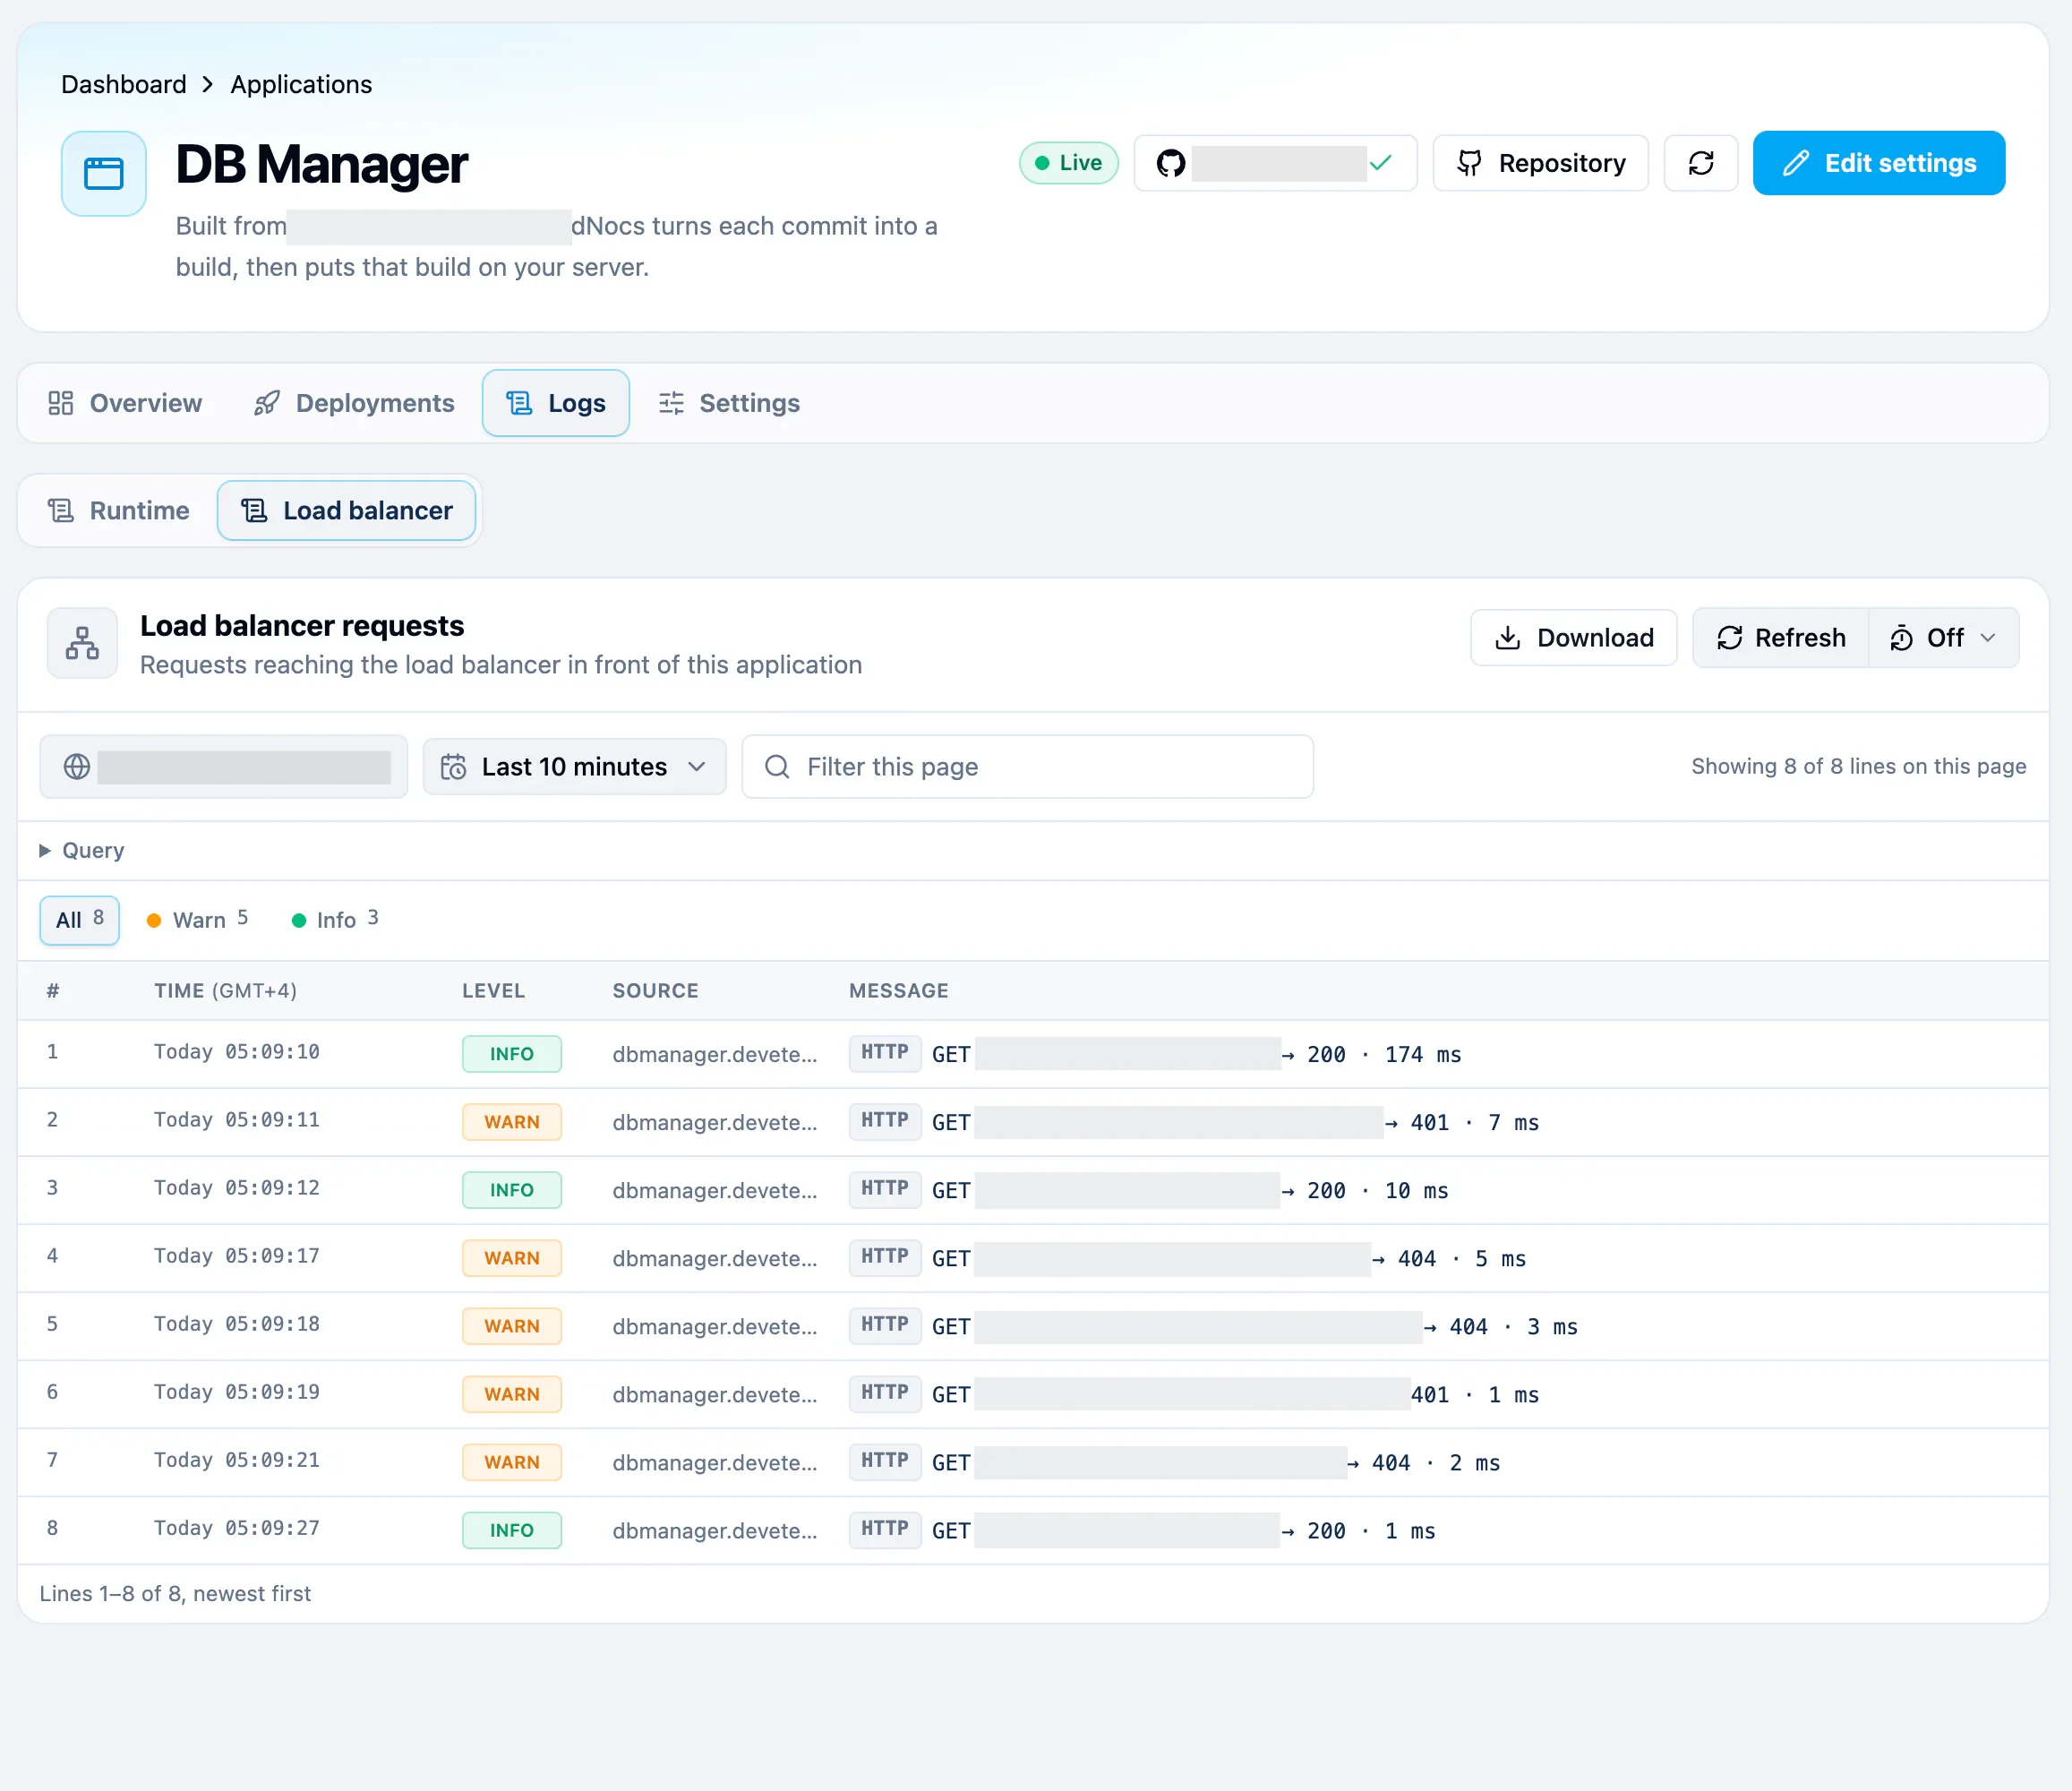 Dashboard > Applications
DB Manager
Live
Repository
Edit settings
Built from dNocs turns each commit into a
build, then puts that build on your server.
Overview
Deployments
Logs
Settings
Runtime
Load balancer
Load balancer requests
Requests reaching the load balancer in front of this application
Download
Refresh
Off
Last 10 minutes
Filter this page
Showing 8 of 8 lines on this page
Query
All 8
Warn 5
Info 3
# TIME (GMT+4) LEVEL SOURCE MESSAGE
1 Today 05:09:10 INFO dbmanager.devete... HTTP GET → 200 · 174 ms
2 Today 05:09:11 WARN dbmanager.devete... HTTP GET → 401 · 7 ms
3 Today 05:09:12 INFO dbmanager.devete... HTTP GET → 200 · 10 ms
4 Today 05:09:17 WARN dbmanager.devete... HTTP GET → 404 · 5 ms
5 Today 05:09:18 WARN dbmanager.devete... HTTP GET → 404 · 3 ms
6 Today 05:09:19 WARN dbmanager.devete... HTTP GET 401 · 1 ms
7 Today 05:09:21 WARN dbmanager.devete... HTTP GET → 404 · 2 ms
8 Today 05:09:27 INFO dbmanager.devete... HTTP GET → 200 · 1 ms
Lines 1–8 of 8, newest first